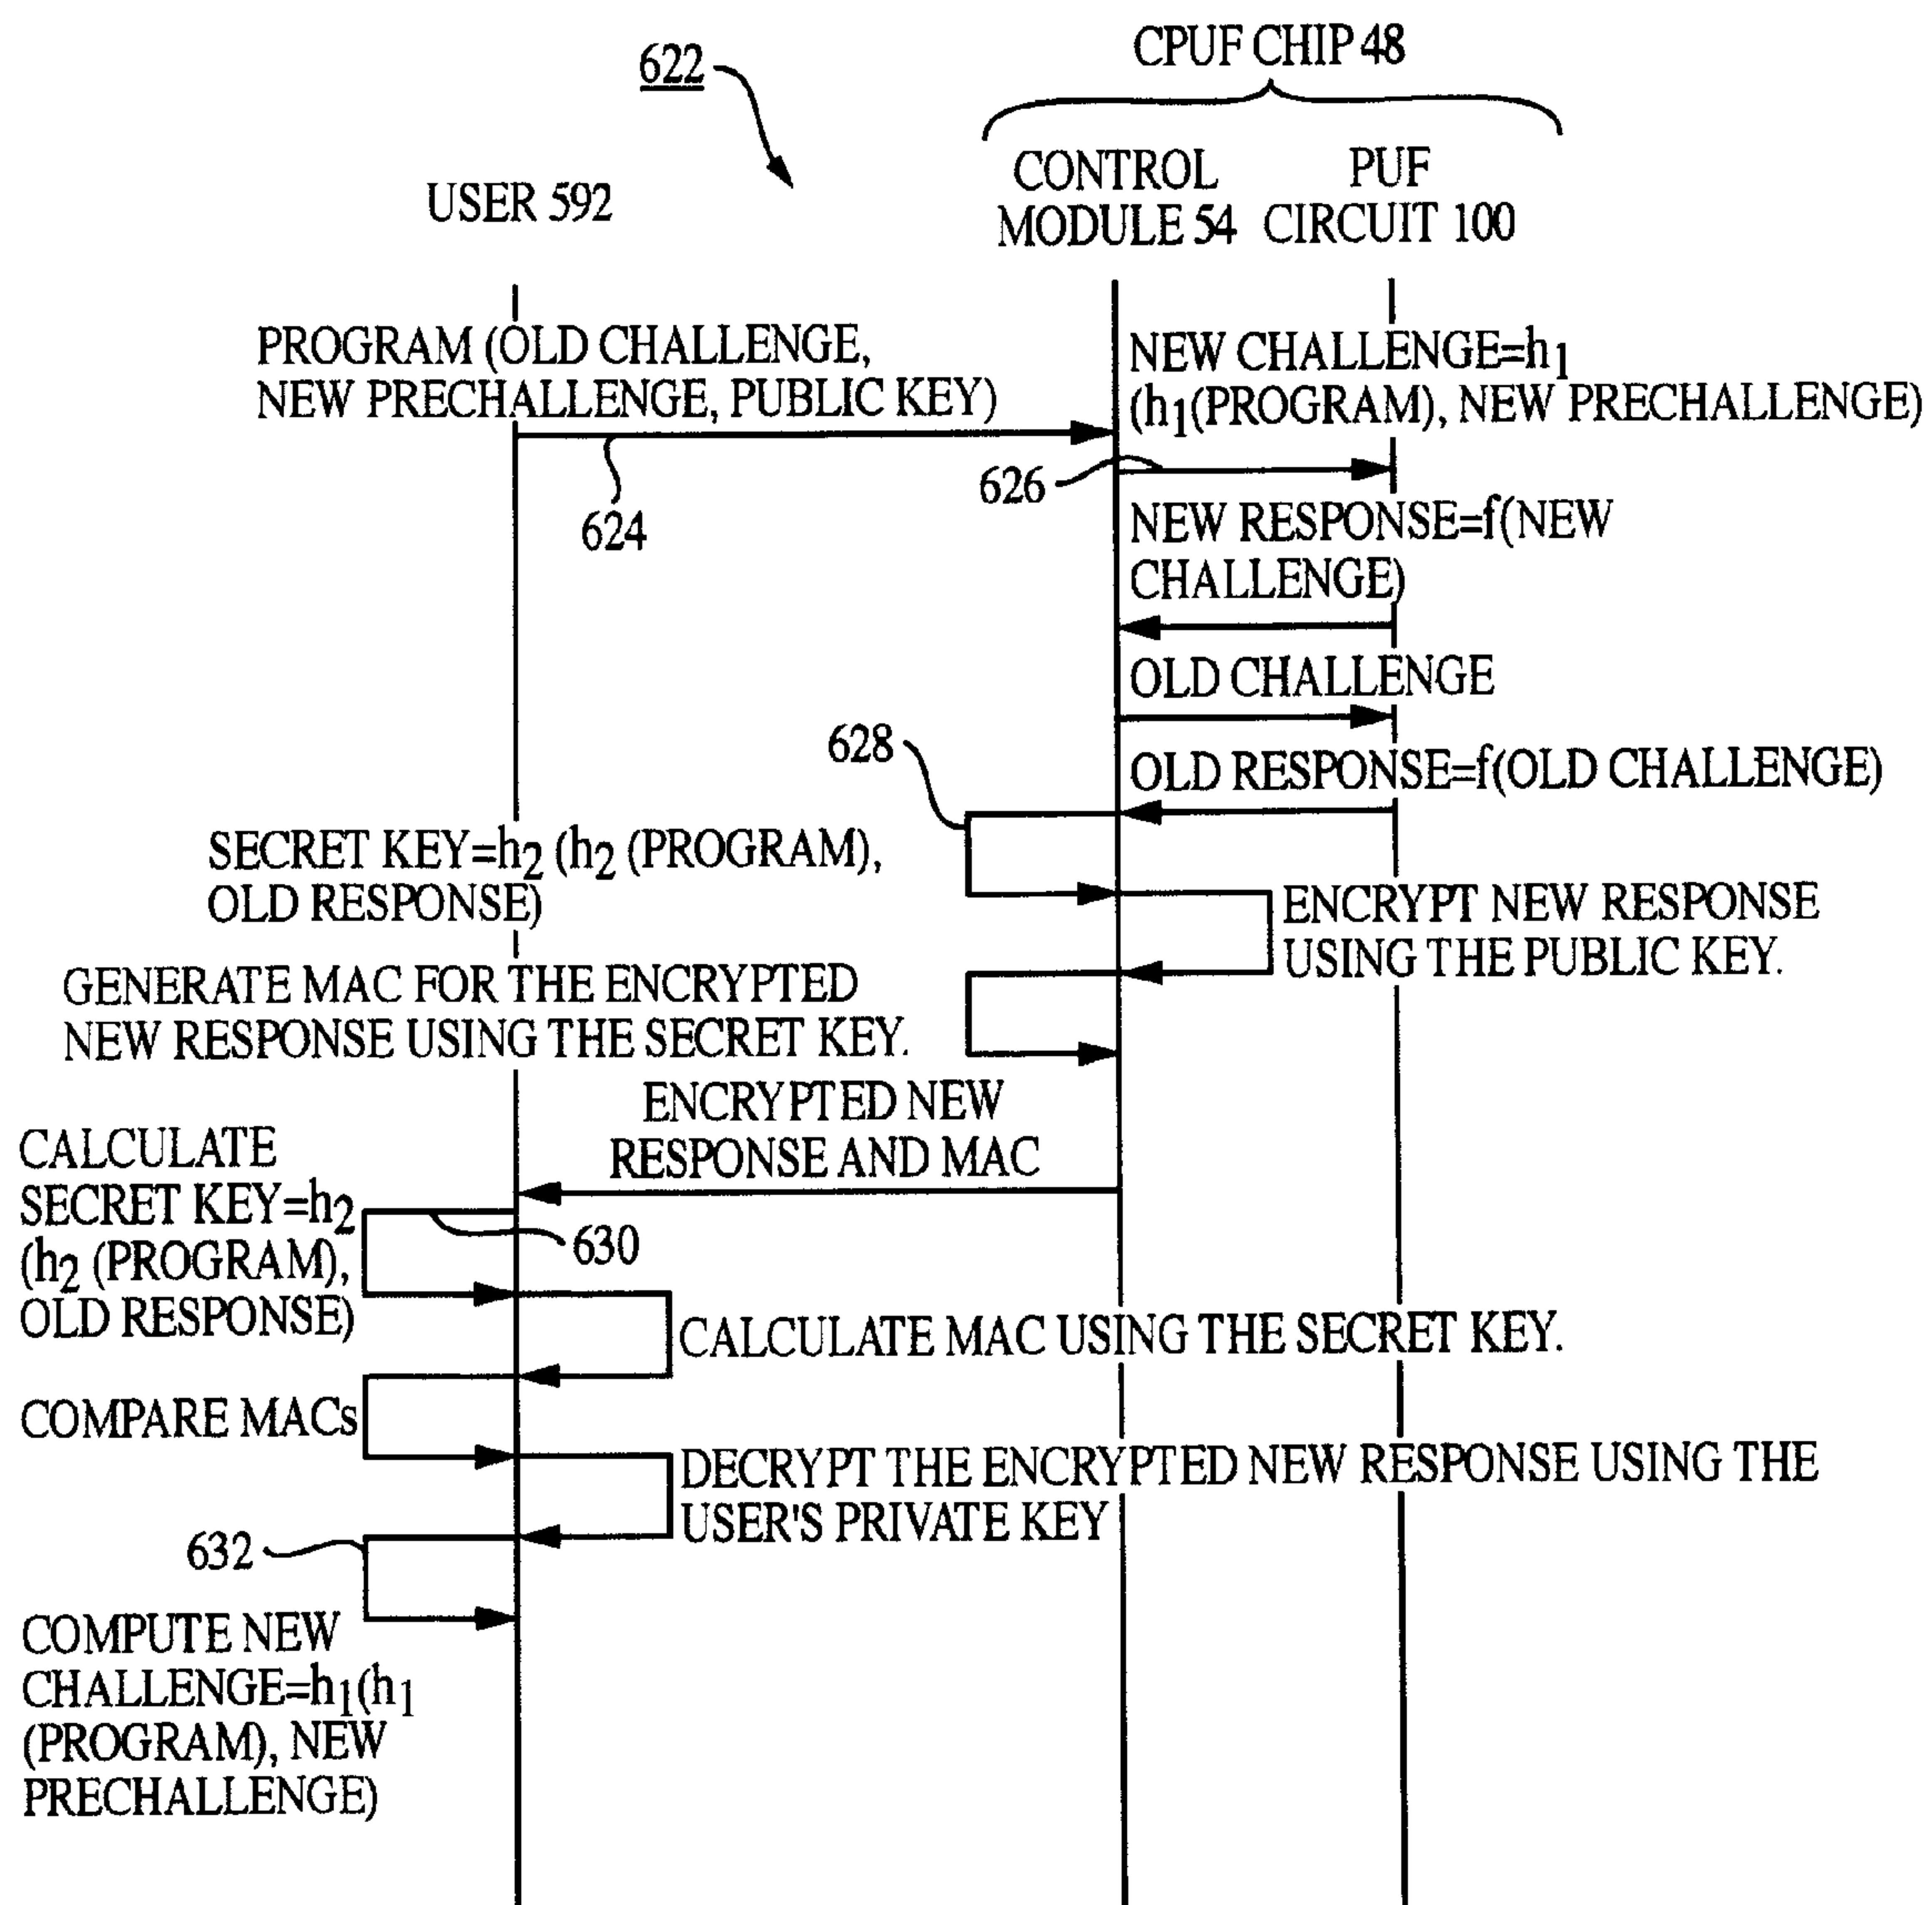 CPUF CHIP 48
622
CONTROL
MODULE 54
PUF
CIRCUIT 100
USER 592
PROGRAM (OLD CHALLENGE,
NEW PRECHALLENGE, PUBLIC KEY)
624
NEW CHALLENGE=h1
(h1(PROGRAM), NEW PRECHALLENGE)
626
NEW RESPONSE=f(NEW
CHALLENGE)
OLD CHALLENGE
628
OLD RESPONSE=f(OLD CHALLENGE)
SECRET KEY=h2 (h2 (PROGRAM),
OLD RESPONSE)
ENCRYPT NEW RESPONSE
USING THE PUBLIC KEY.
GENERATE MAC FOR THE ENCRYPTED
NEW RESPONSE USING THE SECRET KEY.
ENCRYPTED NEW
RESPONSE AND MAC
CALCULATE
SECRET KEY=h2
(h2 (PROGRAM),
OLD RESPONSE)
630
CALCULATE MAC USING THE SECRET KEY.
COMPARE MACs
DECRYPT THE ENCRYPTED NEW RESPONSE USING THE
USER'S PRIVATE KEY
632
COMPUTE NEW
CHALLENGE=h1(h1
(PROGRAM), NEW
PRECHALLENGE)